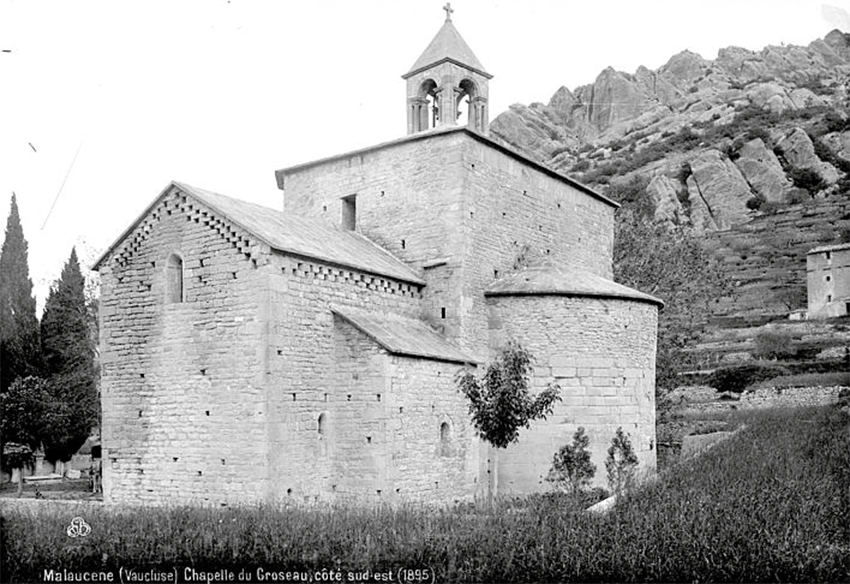 Malaucene (Vaucluse) Chapelle du Groseau, côté sud-est (1895)